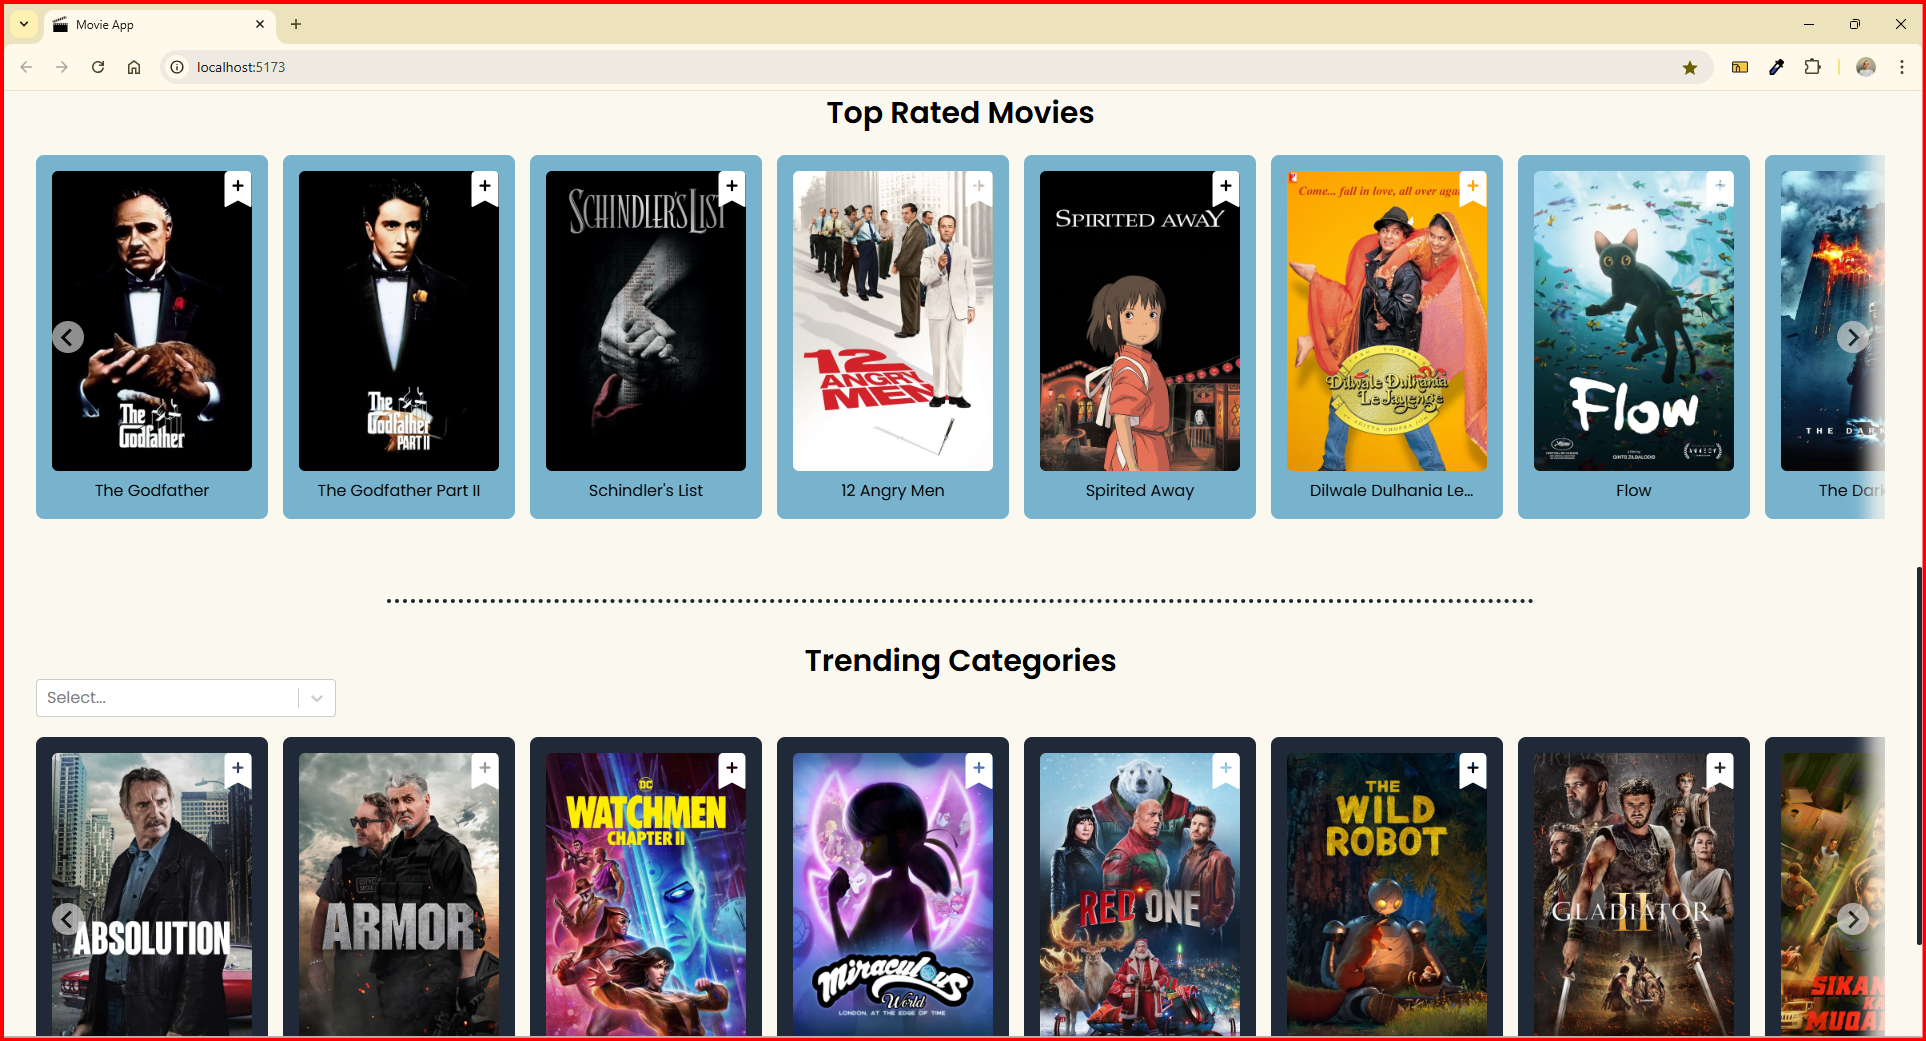 Movie App
localhost:5173
Top Rated Movies
The Godfather
The Godfather PART II
SCHINDLER'S LIST
12 ANGRY MEN
SPIRITED AWAY
Come... fall in love, all over aga
Dilwale Dulhania Le Jayenge
Flow
THE DARK
The Godfather
The Godfather Part II
Schindler's List
12 Angry Men
Spirited Away
Dilwale Dulhania Le...
Flow
The Dark
Trending Categories
Select...
ABSOLUTION
ARMOR
DC
WATCHMEN
CHAPTER II
Miraculous
World
LONDON, AT THE EDGE OF TIME
RED ONE
THE
WILD
ROBOT
GLADIATOR II
SIKAN
KA
MUQA